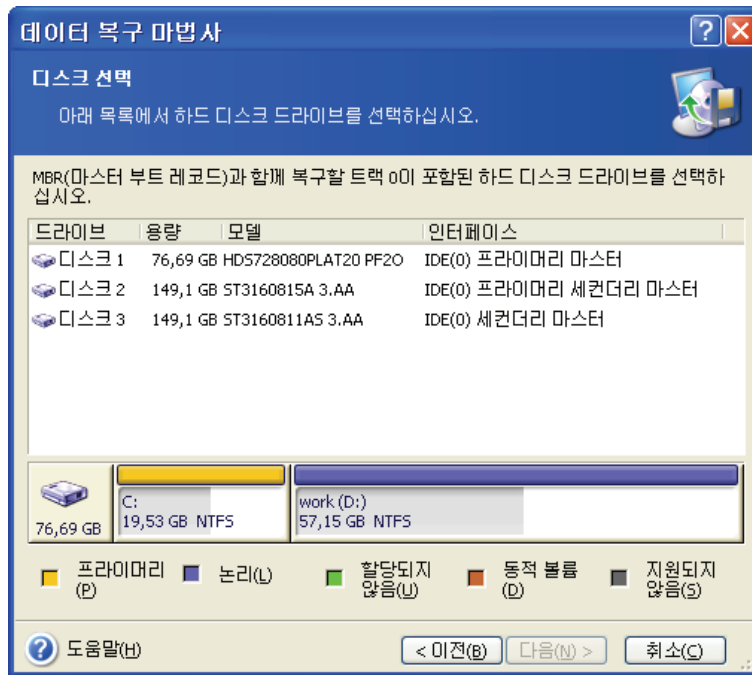 데이터 복구 마법사
디스크 선택
아래 목록에서 하드 디스크 드라이브를 선택하십시오.
MBR(마스터 부트 레코드)과 함께 복구할 트랙 0이 포함된 하드 디스크 드라이브를 선택하
십시오.
드라이브 용량 모델 인터페이스
디스크 1 76,69 GB HDS728080PLAT20 PF2O IDE(0) 프라이머리 마스터
디스크 2 149,1 GB ST3160815A 3.AA IDE(0) 프라이머리 세컨더리 마스터
디스크 3 149,1 GB ST3160811AS 3.AA IDE(0) 세컨더리 마스터
C: work (D:)
76,69 GB 19,53 GB NTFS 57,15 GB NTFS
프라이머리 논리(L) 할당되지 동적 볼륨 지원되지
(P) 않음(U) (D) 않음(S)
도움말(H) < 이전(B) 다음(N) > 취소(C)